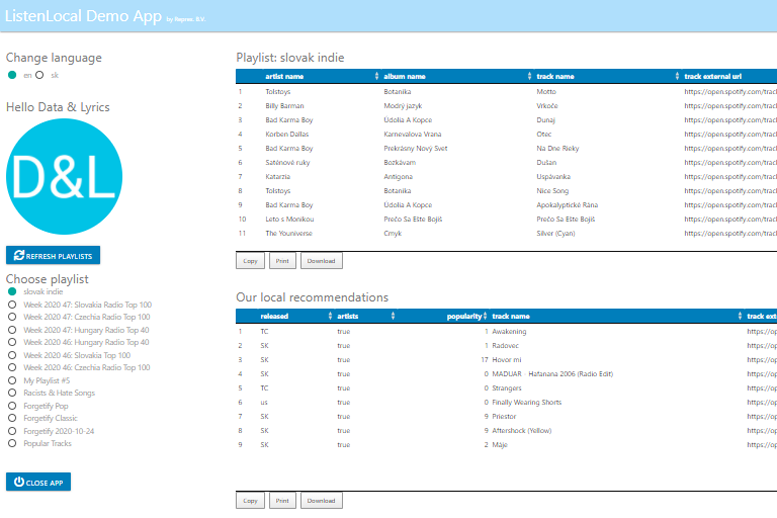 ListenLocal Demo App by Reprex, B.V.
Change language
en sk
Hello Data & Lyrics
D&L
REFRESH PLAYLISTS
Choose playlist
slovak indie
Week 2020 47: Slovakia Radio Top 100
Week 2020 47: Czechia Radio Top 100
Week 2020 47: Hungary Radio Top 40
Week 2020 46: Hungary Radio Top 40
Week 2020 46: Slovakia Top 100
Week 2020 46: Czechia Radio Top 100
My Playlist #5
Racists & Hate Songs
Forgetify Pop
Forgetify Classic
Forgetify 2020-10-24
Popular Tracks
CLOSE APP
Playlist: slovak indie
artist name album name track name track external url
1 Tolstoys Botanika Motto https://open.spotify.com/trac
2 Billy Barman Modrý jazyk Vrkoče https://open.spotify.com/trac
3 Bad Karma Boy Údolia A Kopce Dunaj https://open.spotify.com/trac
4 Korben Dallas Karnevalova Vrana Otec https://open.spotify.com/trac
5 Bad Karma Boy Prekrásny Nový Svet Na Dne Rieky https://open.spotify.com/trac
6 Saténové ruky Bozkávam Dušan https://open.spotify.com/trac
7 Katarzia Antigona Uspávanka https://open.spotify.com/trac
8 Tolstoys Botanika Nice Song https://open.spotify.com/trac
9 Bad Karma Boy Údolia A Kopce Apokalyptické Rána https://open.spotify.com/trac
10 Leto s Monikou Prečo Sa Ešte Bojíš Prečo Sa Ešte Bojíš https://open.spotify.com/trac
11 The Youniverse Cmyk Silver (Cyan) https://open.spotify.com/trac
Copy Print Download
Our local recommendations
released artists popularity track name track ext
1 TC true 1 Awakening https://op
2 SK true 1 Radovec https://op
3 SK true 17 Hovor mi https://op
4 SK true 0 MADUAR - Hafanana 2006 (Radio Edit) https://op
5 TC true 0 Strangers https://op
6 us true 0 Finally Wearing Shorts https://op
7 SK true 9 Priestor https://op
8 SK true 9 Aftershock (Yellow) https://op
9 SK true 2 Máje https://op
Copy Print Download